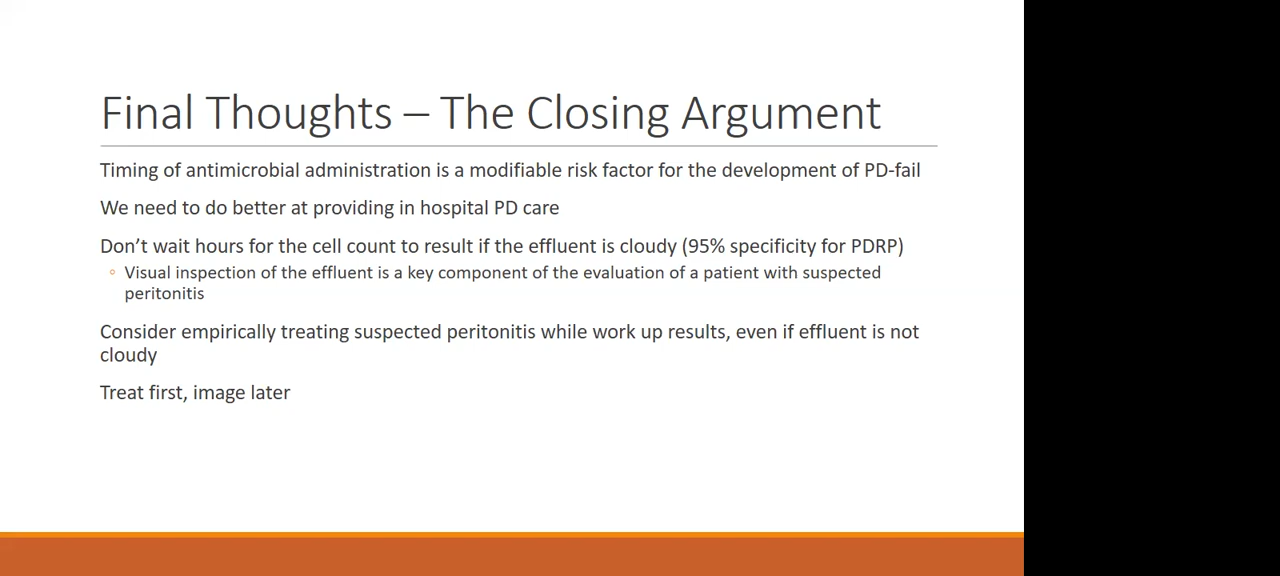 Final Thoughts – The Closing Argument
Timing of antimicrobial administration is a modifiable risk factor for the development of PD-fail
We need to do better at providing in hospital PD care
Don’t wait hours for the cell count to result if the effluent is cloudy (95% specificity for PDRP)
◦ Visual inspection of the effluent is a key component of the evaluation of a patient with suspected
peritonitis
Consider empirically treating suspected peritonitis while work up results, even if effluent is not
cloudy
Treat first, image later